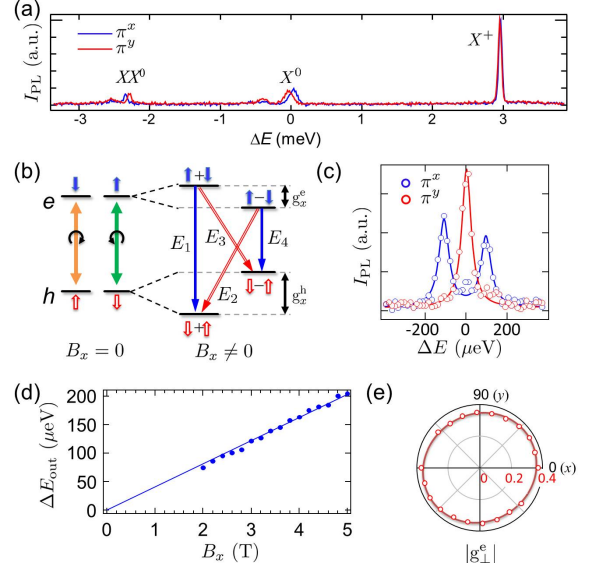 (a)
I_PL (a.u.)
π^x
π^y
XX^0
X^0
X^+
-3 -2 -1 0 1 2 3
ΔE (meV)
(b)
e
h
↑+↓
↑−↓
g_x^e
E_1
E_3
E_2
E_4
⇓−⇑
g_x^h
⇓+⇑
B_x = 0
B_x ≠ 0
(c)
π^x
π^y
I_PL (a.u.)
-200 0 200
ΔE (μeV)
(d)
ΔE_out (μeV)
200
150
100
50
0
0 1 2 3 4 5
B_x (T)
(e)
90 (y)
0 (x)
0 0.2 0.4
|g_⊥^e|